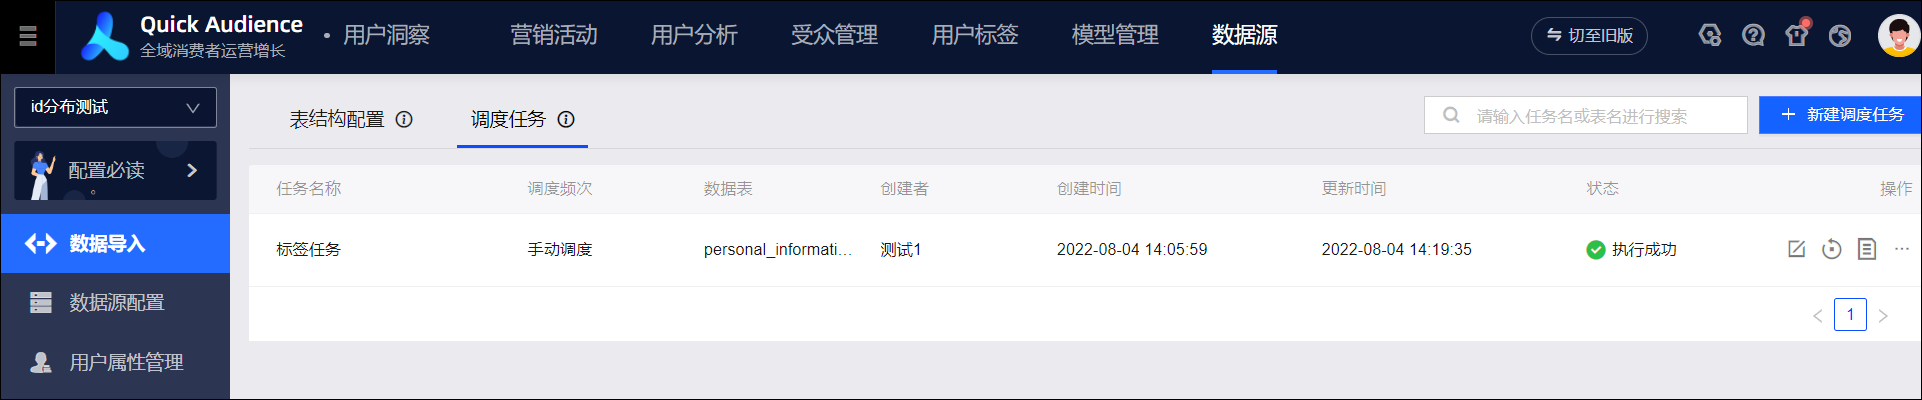 Quick Audience
全域消费者运营增长
• 用户洞察 营销活动 用户分析 受众管理 用户标签 模型管理 数据源
切至旧版
id分布测试
配置必读
数据导入
数据源配置
用户属性管理
表结构配置 调度任务
请输入任务名或表名进行搜索
+ 新建调度任务
任务名称 调度频次 数据表 创建者 创建时间 更新时间 状态 操作
标签任务 手动调度 personal_informati... 测试1 2022-08-04 14:05:59 2022-08-04 14:19:35 执行成功 ...
< 1 >